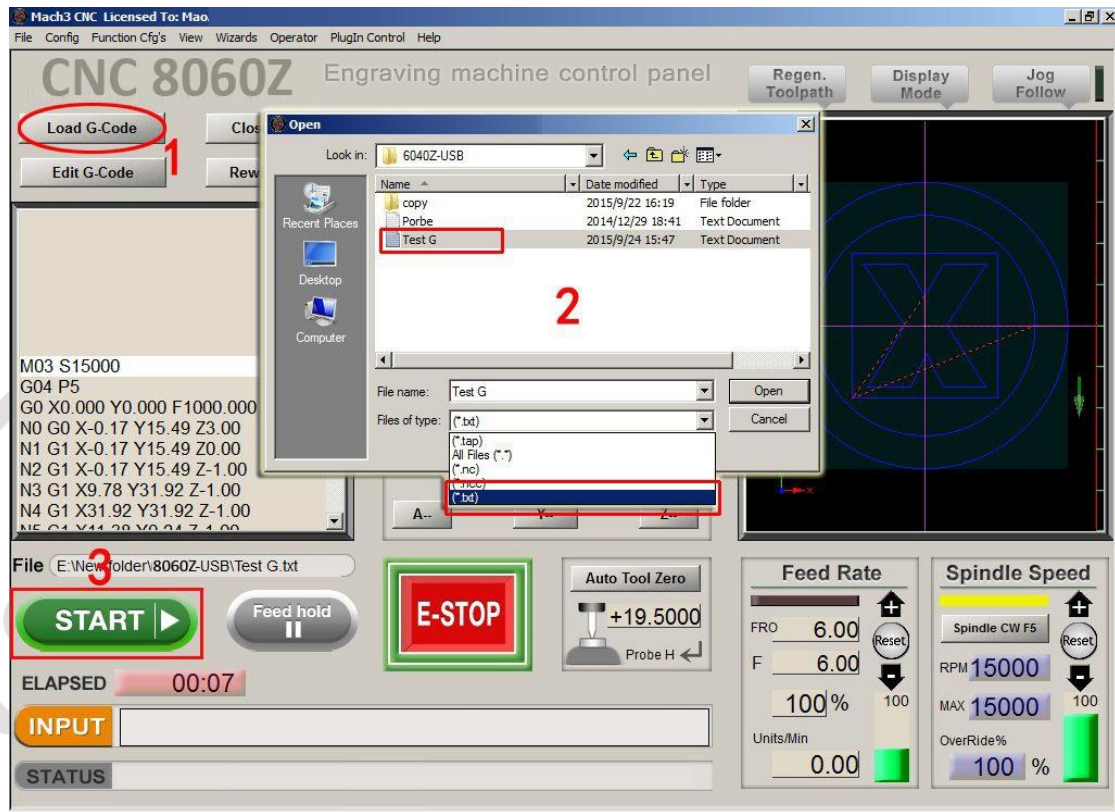 Mach3 CNC Licensed To: Mao.
File Config Function Cfg's View Wizards Operator PlugIn Control Help
CNC 8060Z Engraving machine control panel
Regen. Toolpath
Display Mode
Jog Follow
Load G-Code
1
Clos
Edit G-Code
Rew
Open
Look in: 6040Z-USB
Name Date modified Type
copy 2015/9/22 16:19 File folder
Porbe 2014/12/29 18:41 Text Document
Test G 2015/9/24 15:47 Text Document
Recent Places
Desktop
Computer
2
File name: Test G Open
Files of type: (*.txt) Cancel
(*.tap)
All Files (*.*)
(*.nc)
(*.ncc)
(*.txt)
M03 S15000
G04 P5
G0 X0.000 Y0.000 F1000.000
N0 G0 X-0.17 Y15.49 Z3.00
N1 G1 X-0.17 Y15.49 Z0.00
N2 G1 X-0.17 Y15.49 Z-1.00
N3 G1 X9.78 Y31.92 Z-1.00
N4 G1 X31.92 Y31.92 Z-1.00
A-- Y-- Z--
X
File E:\New folder\8060Z-USB\Test G.txt
3
START
Feed hold
E-STOP
Auto Tool Zero
+19.5000
Probe H
ELAPSED 00:07
INPUT
STATUS
Feed Rate
FRO 6.00
Reset
F 6.00
100 % 100
Units/Min
0.00
Spindle Speed
Spindle CW F5
Reset
RPM 15000
MAX 15000 100
OverRide%
100 %